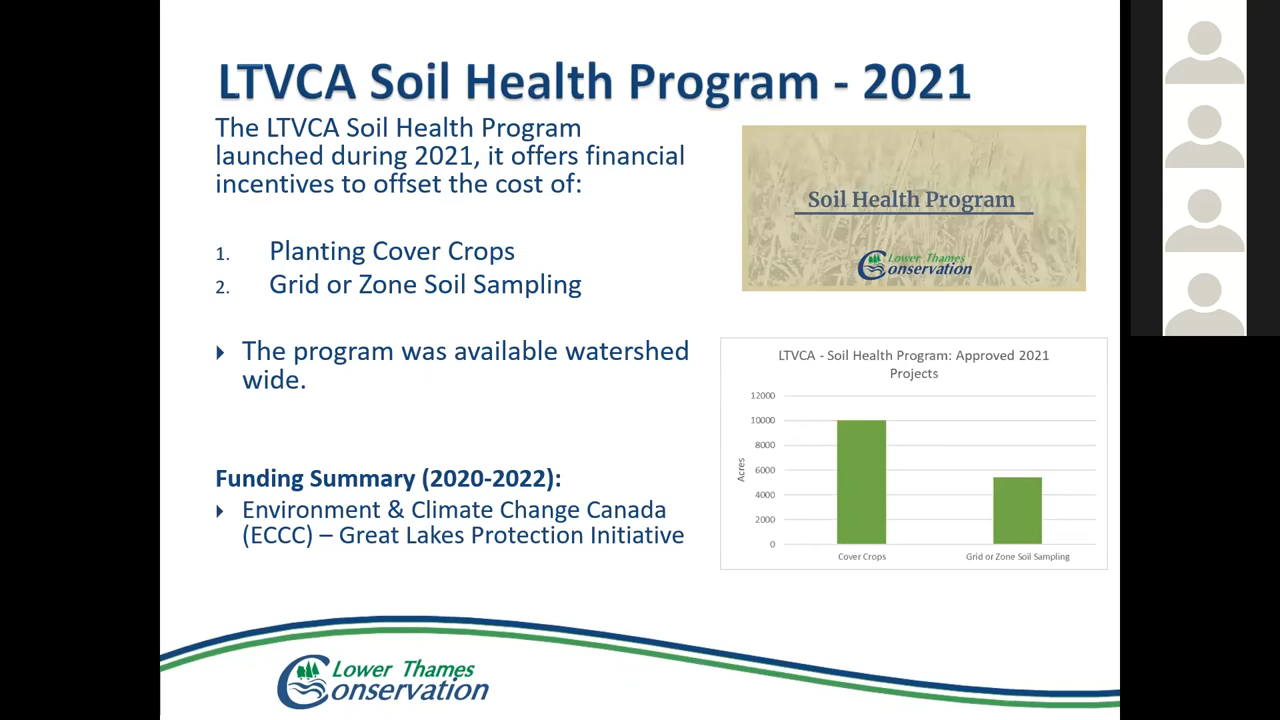 LTVCA Soil Health Program - 2021
The LTVCA Soil Health Program
launched during 2021, it offers financial
incentives to offset the cost of:
1. Planting Cover Crops
2. Grid or Zone Soil Sampling
The program was available watershed
wide.
Funding Summary (2020-2022):
Environment & Climate Change Canada
(ECCC) – Great Lakes Protection Initiative
Soil Health Program
Lower Thames
Conservation
LTVCA - Soil Health Program: Approved 2021
Projects
12000
10000
8000
6000
4000
2000
0
Acres
Cover Crops
Grid or Zone Soil Sampling
Lower Thames
Conservation